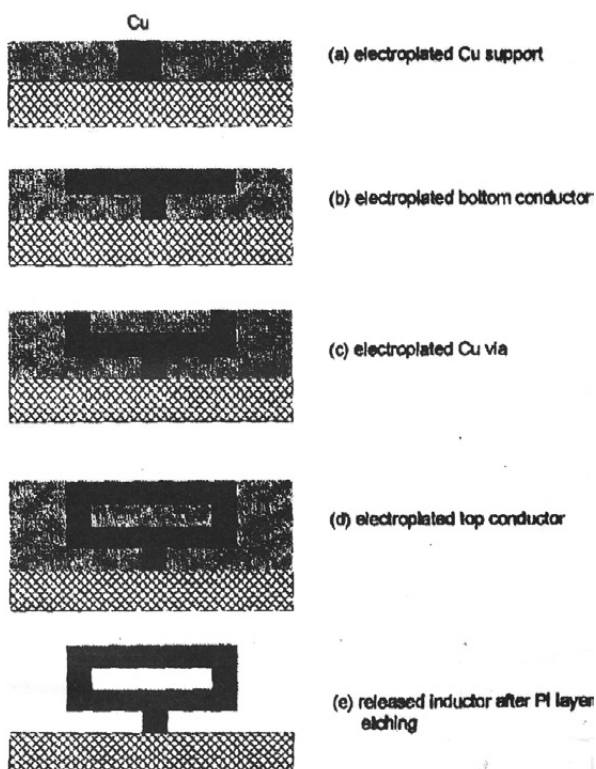 Cu
(a) electroplated Cu support
(b) electroplated bottom conductor
(c) electroplated Cu via
(d) electroplated top conductor
(e) released inductor after PI layer
etching